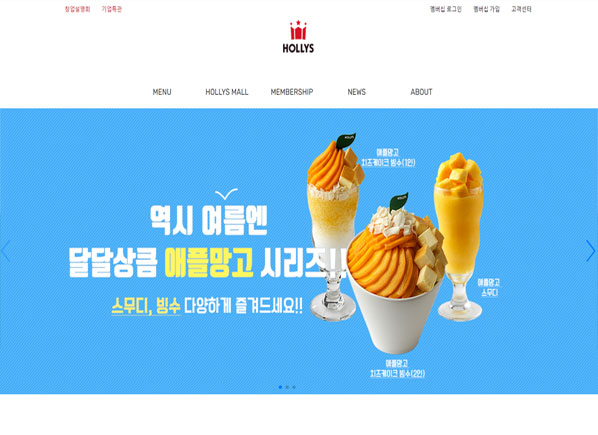 창업설명회 기업특판 멤버십 로그인 멤버십 가입 고객센터
HOLLYS
MENU HOLLYS MALL MEMBERSHIP NEWS ABOUT
역시 여름엔
달달상큼 애플망고 시리즈!!
스무디, 빙수 다양하게 즐겨드세요!!
애플망고
치즈케이크 빙수(1인)
애플망고
스무디
애플망고
치즈케이크 빙수(2인)